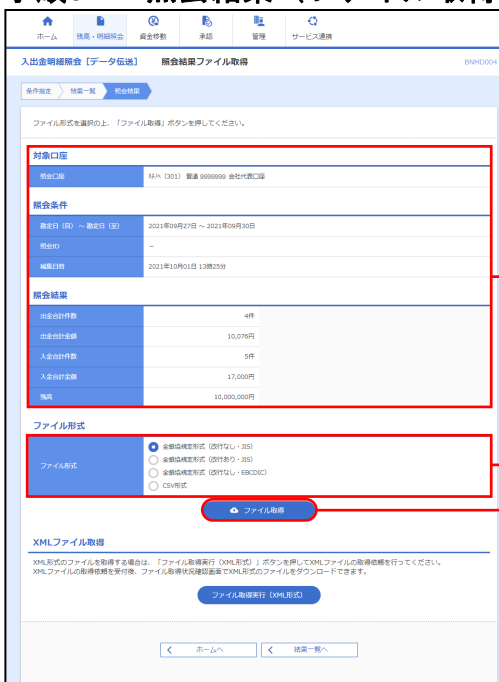 ホーム 残高・明細照会 資金移動 承認 管理 サービス連携
入出金明細照会［データ伝送］ 照会結果ファイル取得 BNMD004
条件指定 結果一覧 照会結果
ファイル形式を選択の上、「ファイル取得」ボタンを押してください。
対象口座
照会口座 (301) 普通 9999999 会社代表口座
照会条件
勘定日（自）～ 勘定日（至） 2021年09月27日 ～ 2021年09月30日
照会ID －
編集日時 2021年10月01日 13時25分
照会結果
出金合計件数 4件
出金合計金額 10,076円
入金合計件数 5件
入金合計金額 17,000円
残高 10,000,000円
ファイル形式
ファイル形式
全銀協規定形式（改行なし・JIS）
全銀協規定形式（改行あり・JIS）
全銀協規定形式（改行なし・EBCDIC）
CSV形式
ファイル取得
XMLファイル取得
XML形式のファイルを取得する場合は、「ファイル取得実行（XML形式）」ボタンを押してXMLファイルの取得依頼を行ってください。
XMLファイルの取得依頼を受付後、ファイル取得状況確認画面でXML形式のファイルをダウンロードできます。
ファイル取得実行（XML形式）
ホームへ 結果一覧へ